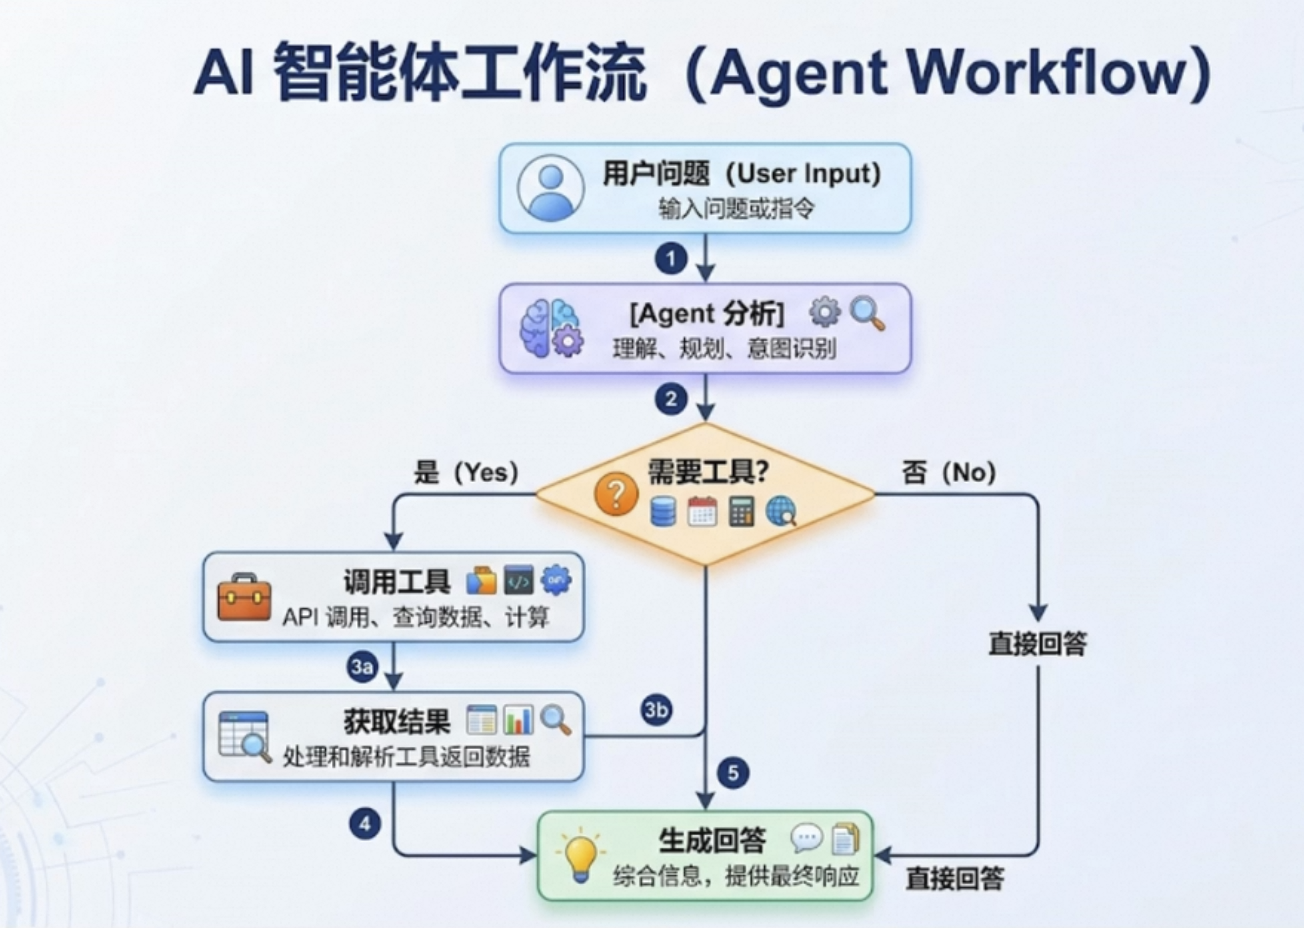 AI 智能体工作流（Agent Workflow）
用户问题（User Input）
输入问题或指令
1
[Agent 分析]
理解、规划、意图识别
2
需要工具？
是（Yes）
否（No）
调用工具
API 调用、查询数据、计算
直接回答
3a
获取结果
处理和解析工具返回数据
3b
5
4
生成回答
综合信息，提供最终响应
直接回答